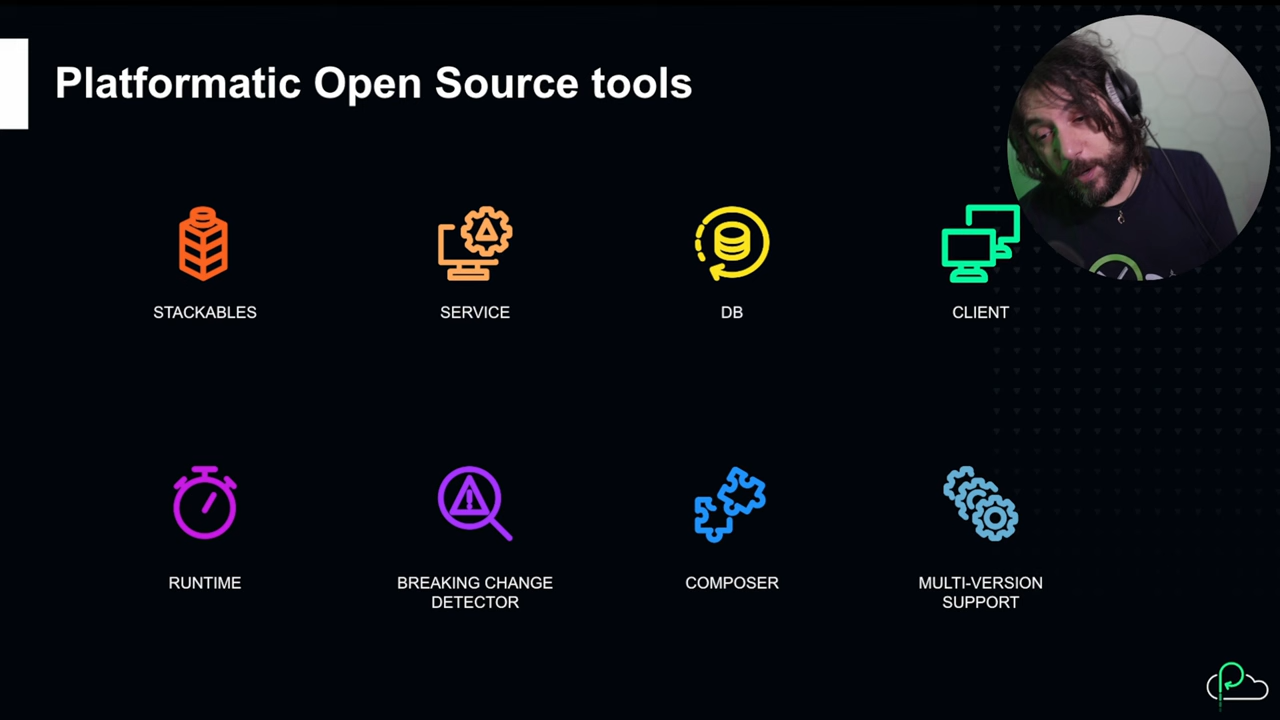 Platformatic Open Source tools
STACKABLES
SERVICE
DB
CLIENT
RUNTIME
BREAKING CHANGE
DETECTOR
COMPOSER
MULTI-VERSION
SUPPORT